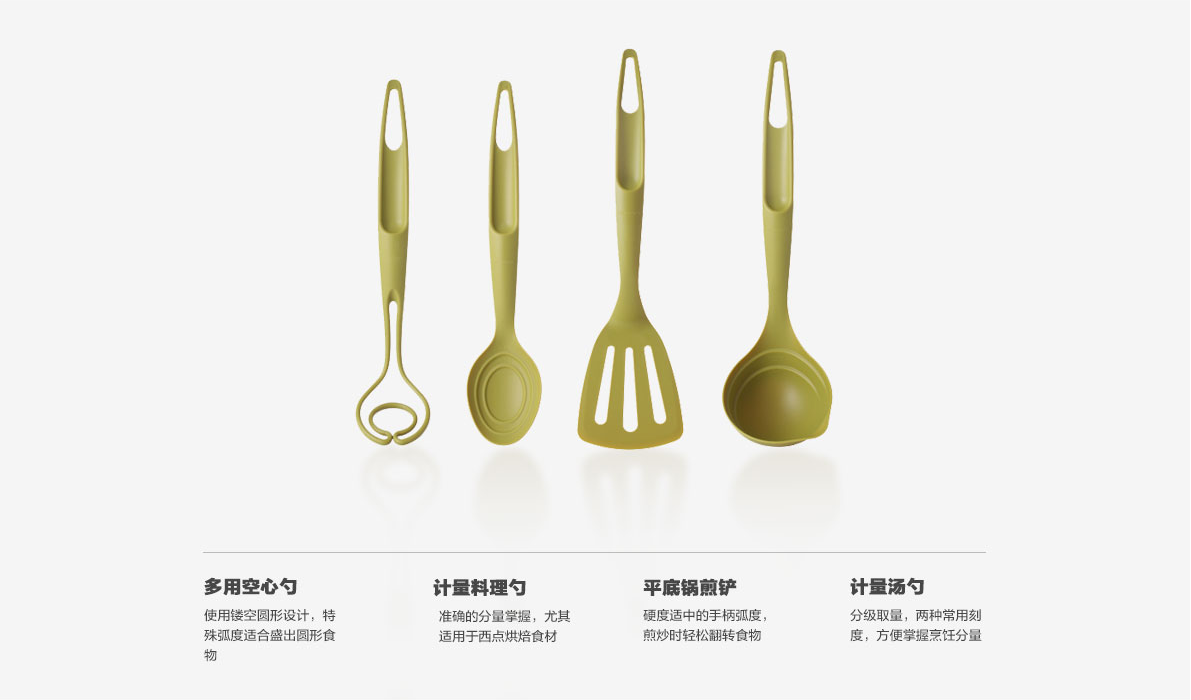 多用空心勺
使用镂空圆形设计，特
殊弧度适合盛出圆形食
物
计量料理勺
准确的分量掌握，尤其
适用于西点烘焙食材
平底锅煎铲
硬度适中的手柄弧度，
煎炒时轻松翻转食物
计量汤勺
分级取量，两种常用刻
度，方便掌握烹饪分量